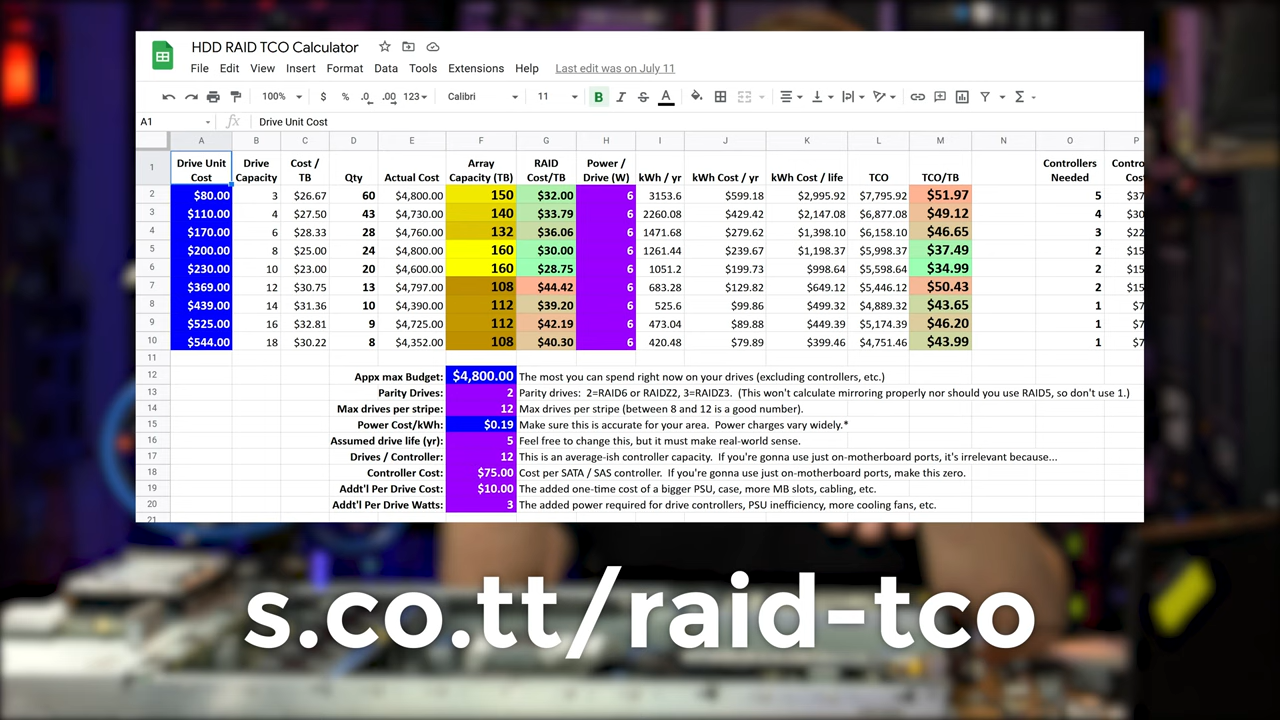 HDD RAID TCO Calculator
File Edit View Insert Format Data Tools Extensions Help Last edit was on July 11
100% $ % .0 .00 123 Calibri 11 B I S A
A1 fx Drive Unit Cost
A B C D E F G H I J K L M N O P
1 Drive Unit Cost Drive Capacity Cost / TB Qty Actual Cost Array Capacity (TB) RAID Cost/TB Power / Drive (W) kWh / yr kWh Cost / yr kWh Cost / life TCO TCO/TB Controllers Needed
2 $80.00 3 $26.67 60 $4,800.00 150 $32.00 6 3153.6 $599.18 $2,995.92 $7,795.92 $51.97 5
3 $110.00 4 $27.50 43 $4,730.00 140 $33.79 6 2260.08 $429.42 $2,147.08 $6,877.08 $49.12 4
4 $170.00 6 $28.33 28 $4,760.00 132 $36.06 6 1471.68 $279.62 $1,398.10 $6,158.10 $46.65 3
5 $200.00 8 $25.00 24 $4,800.00 160 $30.00 6 1261.44 $239.67 $1,198.37 $5,998.37 $37.49 2
6 $230.00 10 $23.00 20 $4,600.00 160 $28.75 6 1051.2 $199.73 $998.64 $5,598.64 $34.99 2
7 $369.00 12 $30.75 13 $4,797.00 108 $44.42 6 683.28 $129.82 $649.12 $5,446.12 $50.43 2
8 $439.00 14 $31.36 10 $4,390.00 112 $39.20 6 525.6 $99.86 $499.32 $4,889.32 $43.65 1
9 $525.00 16 $32.81 9 $4,725.00 112 $42.19 6 473.04 $89.88 $449.39 $5,174.39 $46.20 1
10 $544.00 18 $30.22 8 $4,352.00 108 $40.30 6 420.48 $79.89 $399.46 $4,751.46 $43.99 1
11
12 Appx max Budget: $4,800.00 The most you can spend right now on your drives (excluding controllers, etc.)
13 Parity Drives: 2 Parity drives: 2=RAID6 or RAIDZ2, 3=RAIDZ3. (This won't calculate mirroring properly nor should you use RAID5, so don't use 1.)
14 Max drives per stripe: 12 Max drives per stripe (between 8 and 12 is a good number).
15 Power Cost/kWh: $0.19 Make sure this is accurate for your area. Power charges vary widely.*
16 Assumed drive life (yr): 5 Feel free to change this, but it must make real-world sense.
17 Drives / Controller: 12 This is an average-ish controller capacity. If you're gonna use just on-motherboard ports, it's irrelevant because...
18 Controller Cost: $75.00 Cost per SATA / SAS controller. If you're gonna use just on-motherboard ports, make this zero.
19 Addt'l Per Drive Cost: $10.00 The added one-time cost of a bigger PSU, case, more MB slots, cabling, etc.
20 Addt'l Per Drive Watts: 3 The added power required for drive controllers, PSU inefficiency, more cooling fans, etc.
s.co.tt/raid-tco